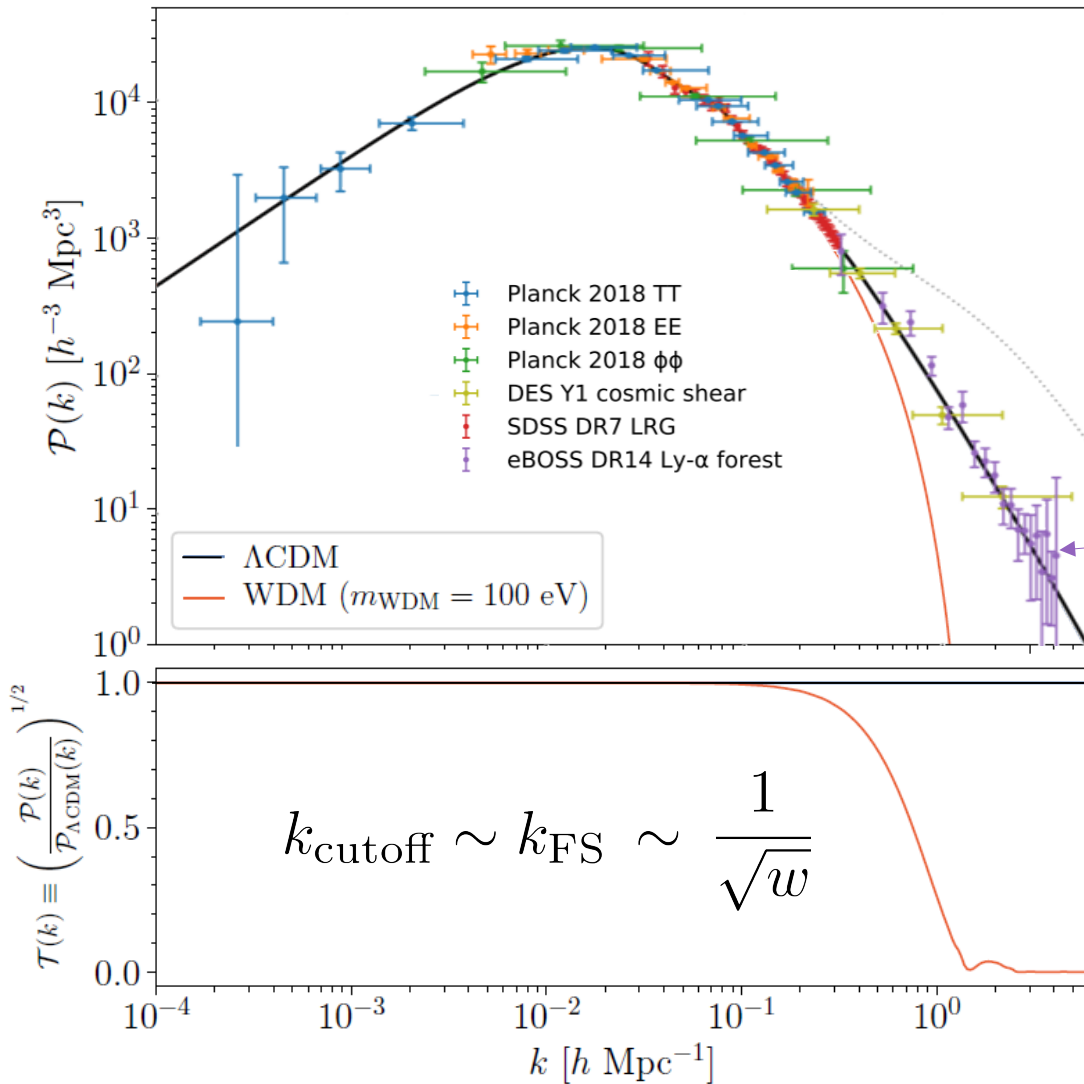 10⁴
10³
10²
10¹
10⁰
𝒫(k) [h⁻³ Mpc³]
Planck 2018 TT
Planck 2018 EE
Planck 2018 ϕϕ
DES Y1 cosmic shear
SDSS DR7 LRG
eBOSS DR14 Ly-α forest
ΛCDM
WDM (m_WDM = 100 eV)
1.0
0.5
0.0
𝒯(k) ≡ (𝒫(k) / 𝒫_ΛCDM(k))^1/2
k_cutoff ∼ k_FS ∼ 1/√w
10⁻⁴ 10⁻³ 10⁻² 10⁻¹ 10⁰
k [h Mpc⁻¹]